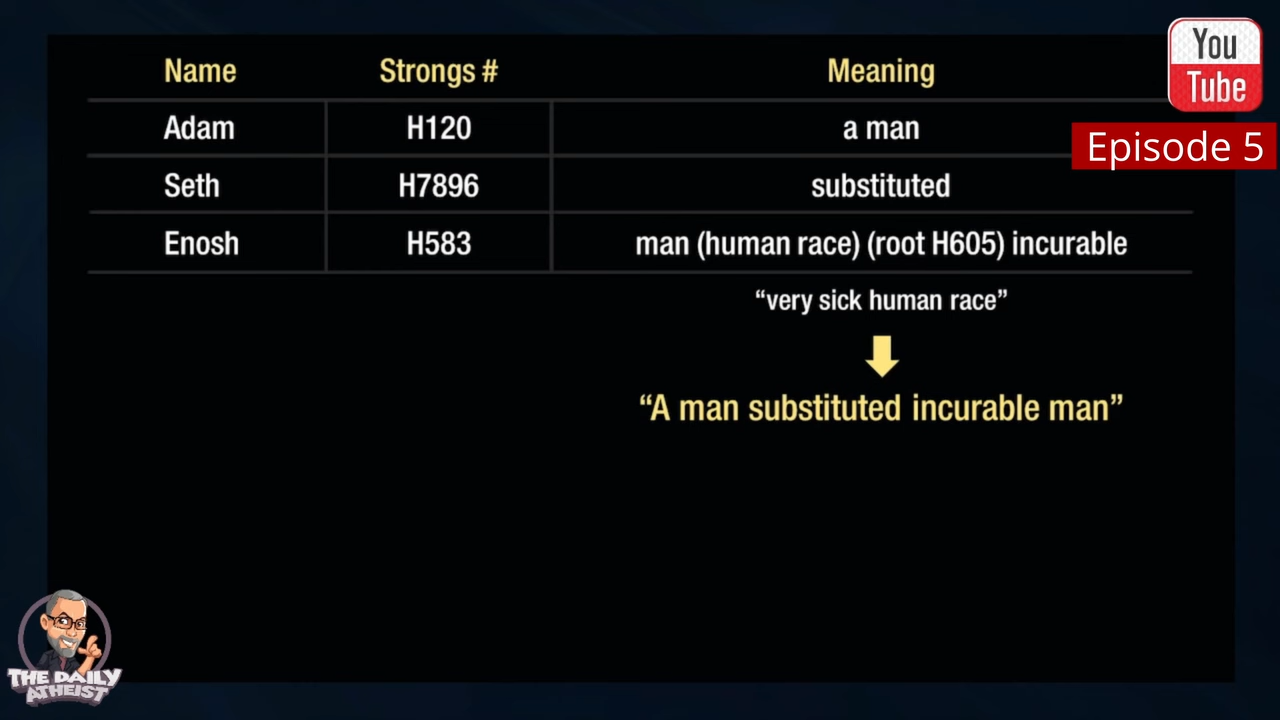 Name Strongs # Meaning
Adam H120 a man
Seth H7896 substituted
Enosh H583 man (human race) (root H605) incurable
“very sick human race”
“A man substituted incurable man”
You
Tube
Episode 5
THE DAILY
ATHEIST